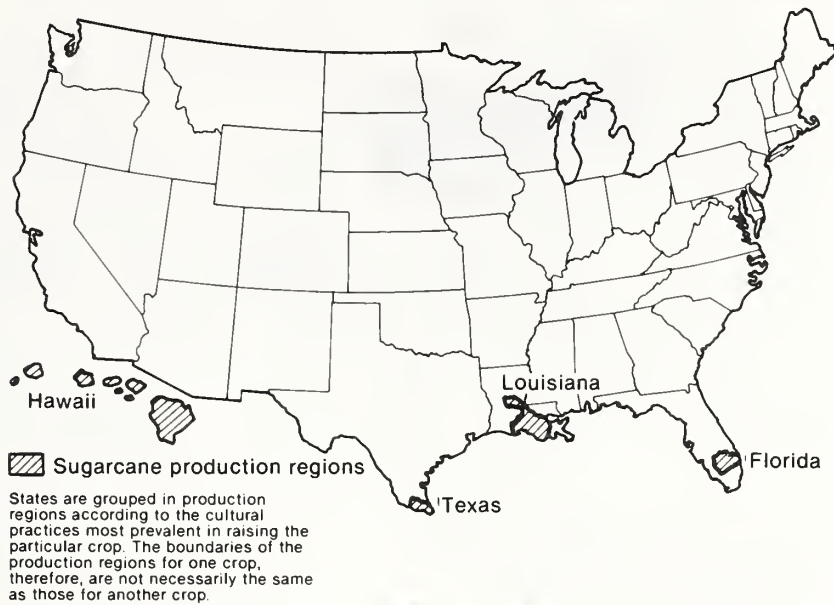 Louisiana
Hawaii
Sugarcane production regions
Florida
Texas
States are grouped in production
regions according to the cultural
practices most prevalent in raising the
particular crop. The boundaries of the
production regions for one crop,
therefore, are not necessarily the same
as those for another crop.